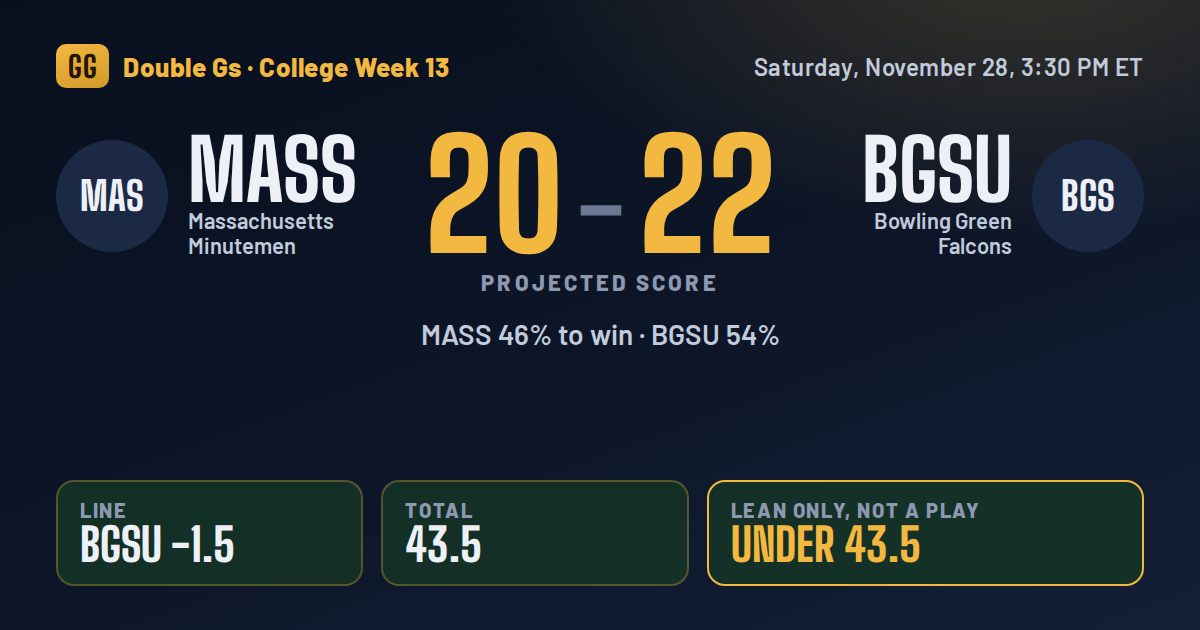 GG
Double Gs · College Week 13
Saturday, November 28, 3:30 PM ET
MAS
MASS
Massachusetts
Minutemen
20 – 22
PROJECTED SCORE
MASS 46% to win · BGSU 54%
BGSU
Bowling Green
Falcons
BGS
LINE
BGSU −1.5
TOTAL
43.5
LEAN ONLY, NOT A PLAY
UNDER 43.5